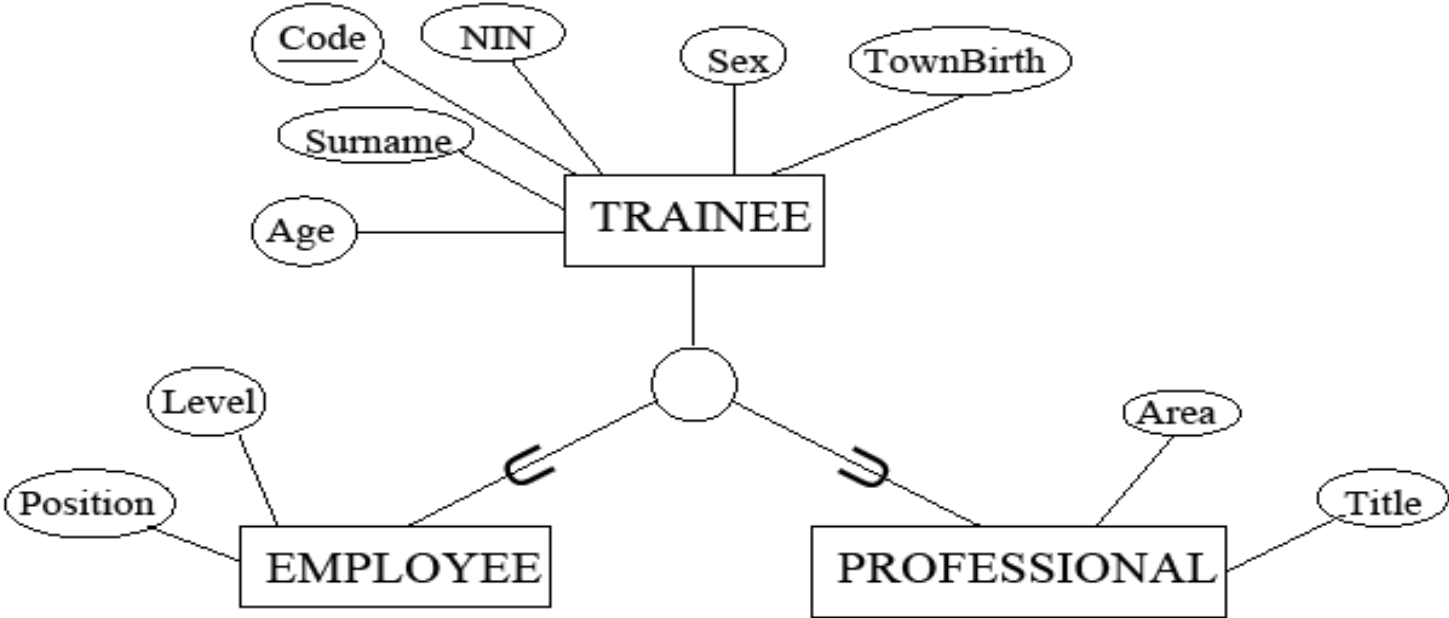 Code
NIN
Sex
TownBirth
Surname
TRAINEE
Age
Level
Area
Position
Title
EMPLOYEE
PROFESSIONAL